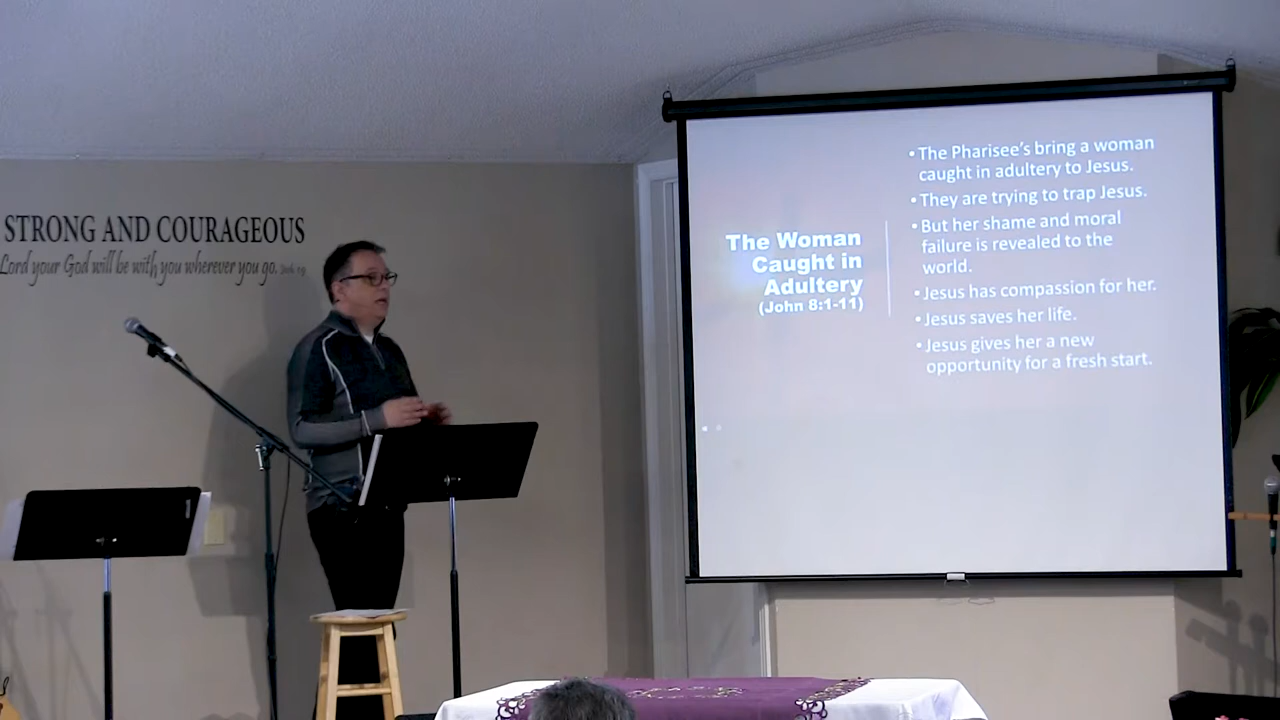 STRONG AND COURAGEOUS
Lord your God will be with you wherever you go.
The Woman
Caught in
Adultery
(John 8:1-11)
• The Pharisee's bring a woman
caught in adultery to Jesus.
• They are trying to trap Jesus.
• But her shame and moral
failure is revealed to the
world.
• Jesus has compassion for her.
• Jesus saves her life.
• Jesus gives her a new
opportunity for a fresh start.